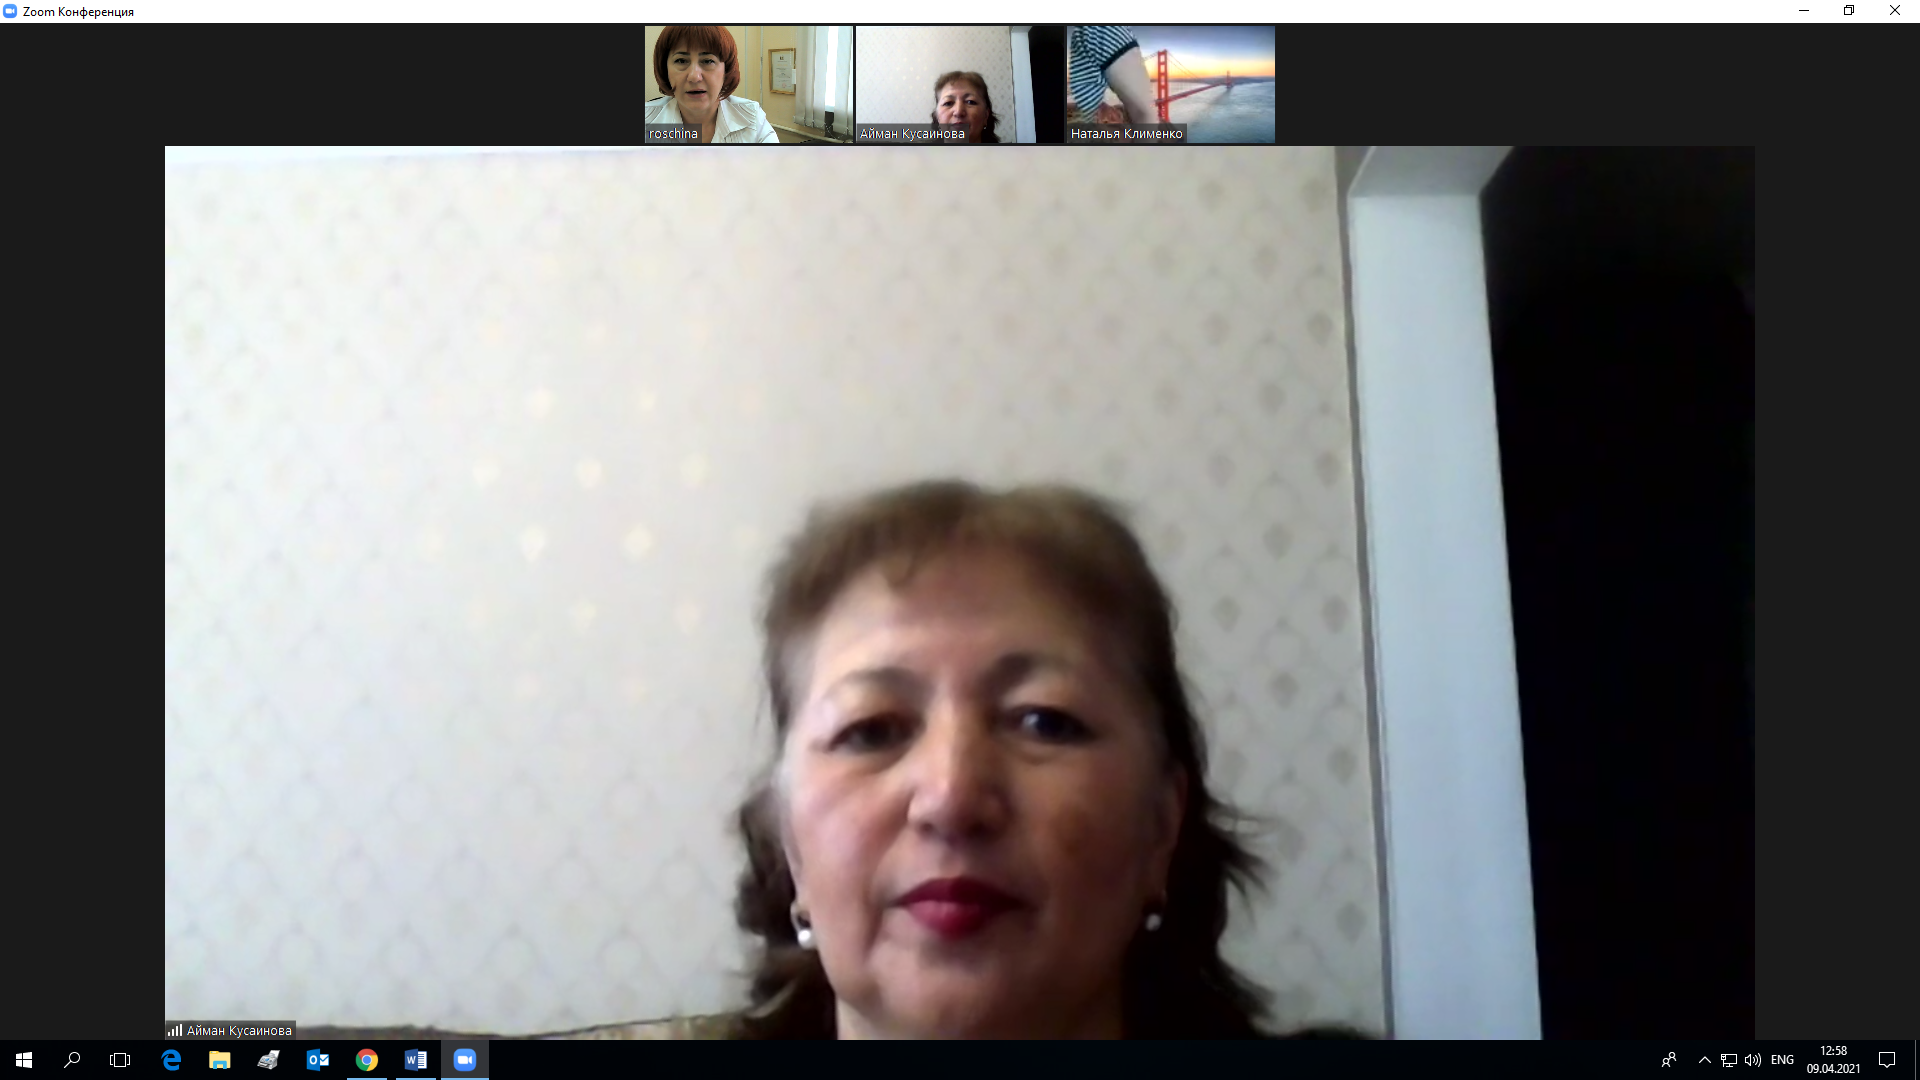 Zoom Конференция
roschina
Айман Кусаинова
Наталья Клименко
Айман Кусаинова
ENG
12:58
09.04.2021